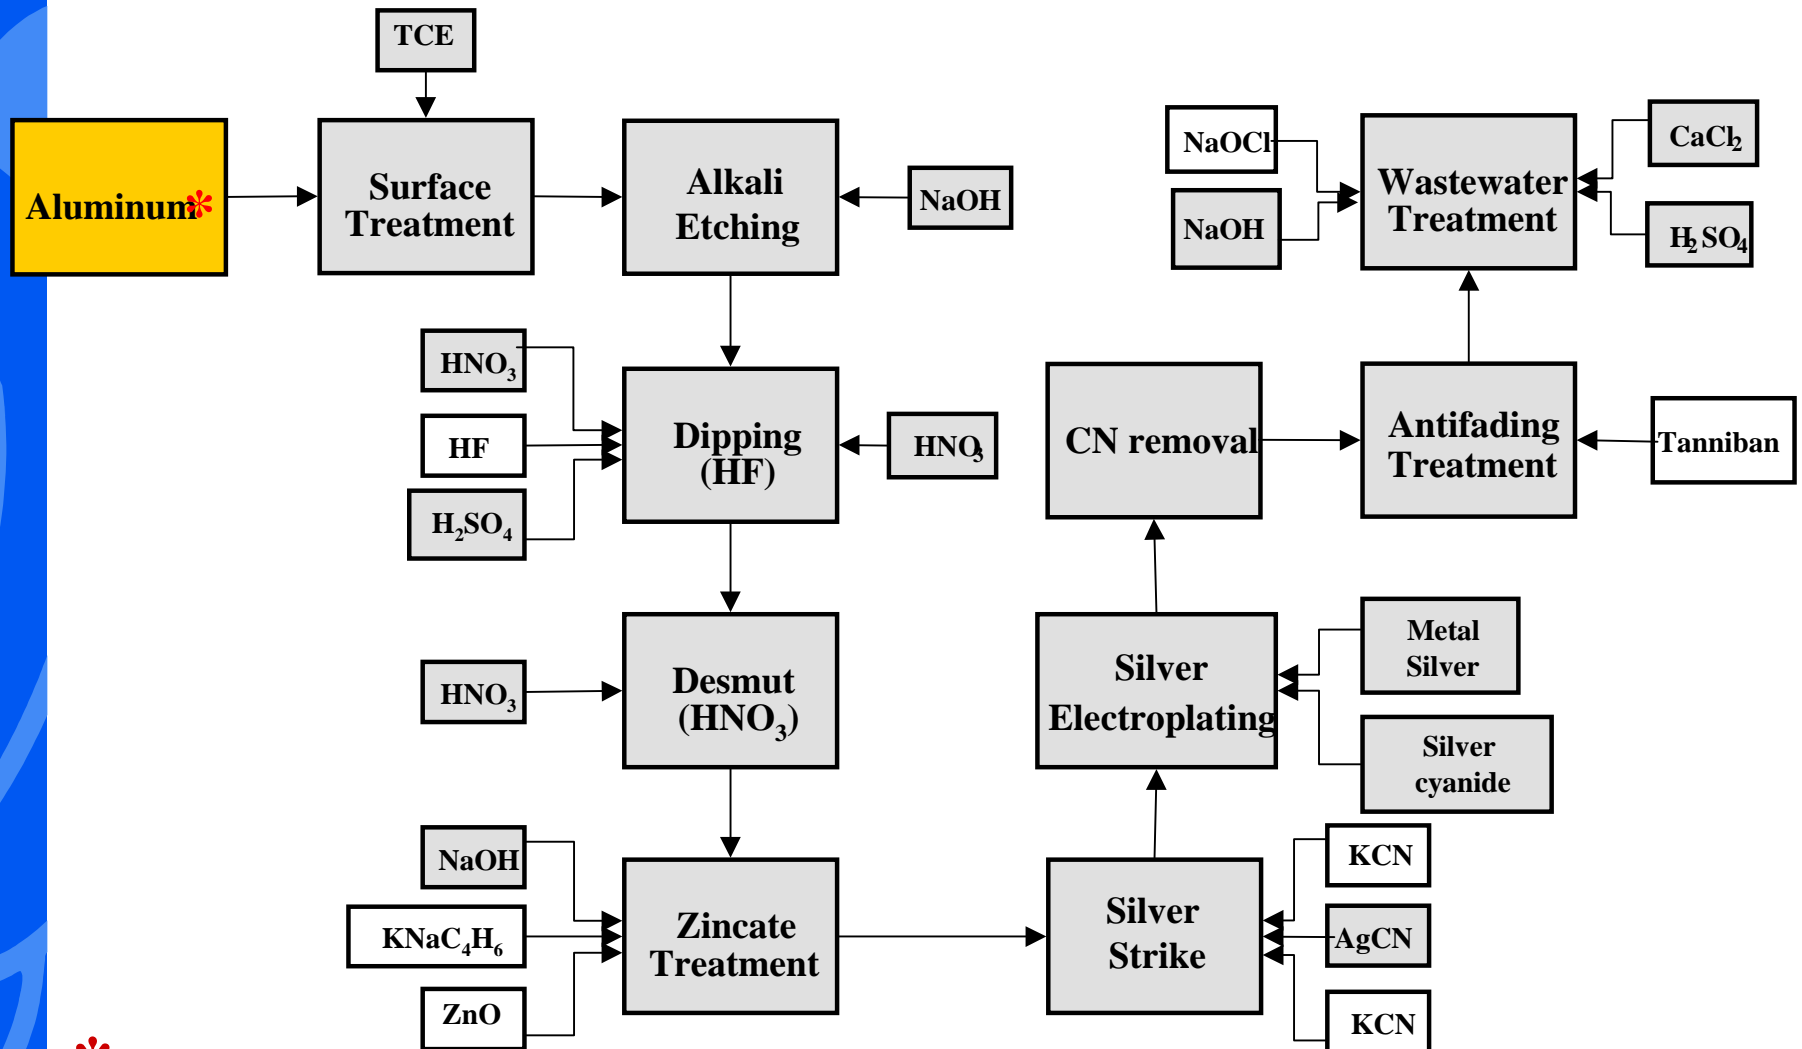 TCE
Aluminum*
Surface
Treatment
Alkali
Etching
NaOH
NaOCl
NaOH
Wastewater
Treatment
CaCl₂
H₂SO₄
HNO₃
HF
H₂SO₄
Dipping
(HF)
HNO₃
CN removal
Antifading
Treatment
Tanniban
HNO₃
Desmut
(HNO₃)
Silver
Electroplating
Metal
Silver
Silver
cyanide
NaOH
KNaC₄H₆
ZnO
Zincate
Treatment
Silver
Strike
KCN
AgCN
KCN
*